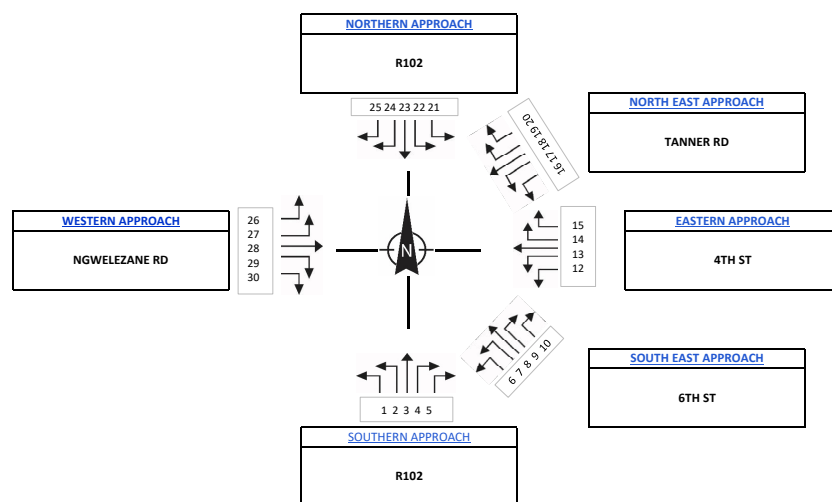 NORTHERN APPROACH
R102
25 24 23 22 21
NORTH EAST APPROACH
TANNER RD
16 17 18 19 20
WESTERN APPROACH
NGWELEZANE RD
26
27
28
29
30
N
15
14
13
12
EASTERN APPROACH
4TH ST
6 7 8 9 10
SOUTH EAST APPROACH
6TH ST
1 2 3 4 5
SOUTHERN APPROACH
R102